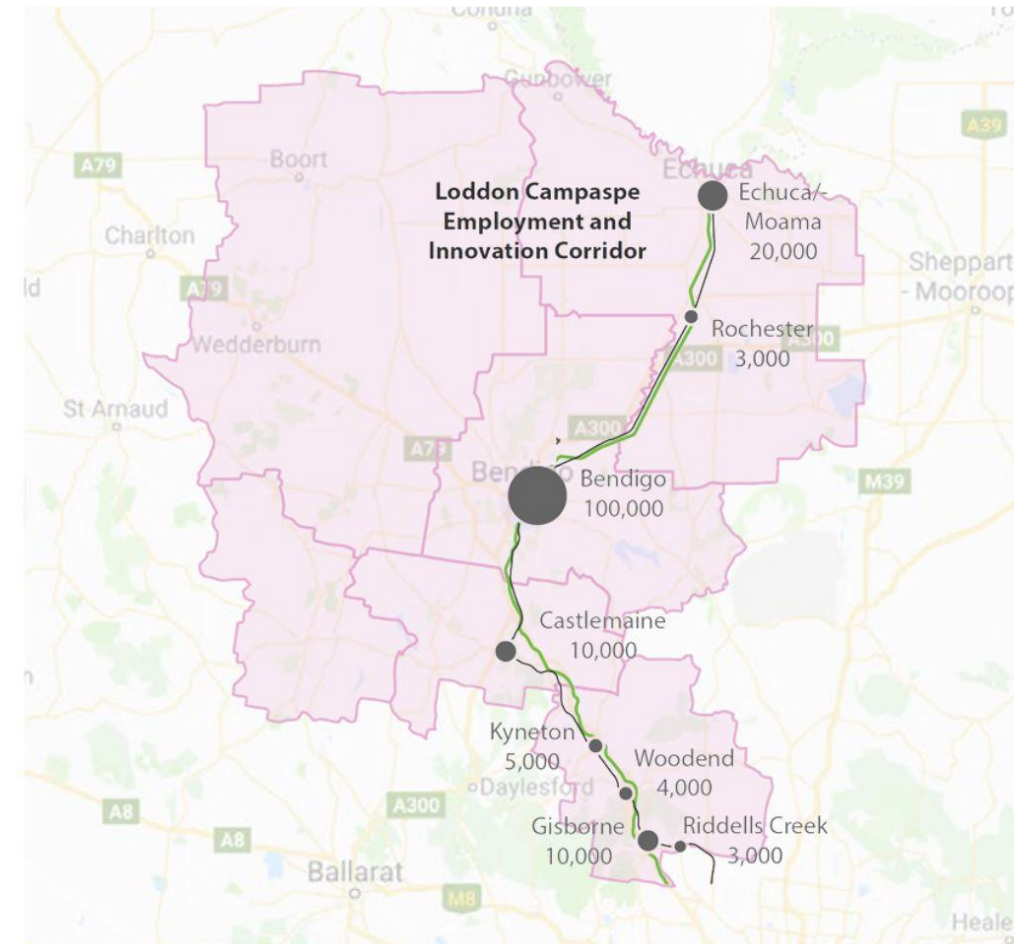 Gunbower
A39
A79
Boort
Echuca
Loddon Campaspe
Employment and
Innovation Corridor
Echuca/-
Moama
20,000
Charlton
A79
Sheppart
- Mooroop
Rochester
3,000
A300
A300
Wedderburn
St Arnaud
A300
A79
Bendigo
Bendigo
100,000
M39
Castlemaine
10,000
Kyneton
5,000
Woodend
4,000
Daylesford
A300
A8
A8
Gisborne
10,000
Riddells Creek
3,000
Ballarat
M8
Heale